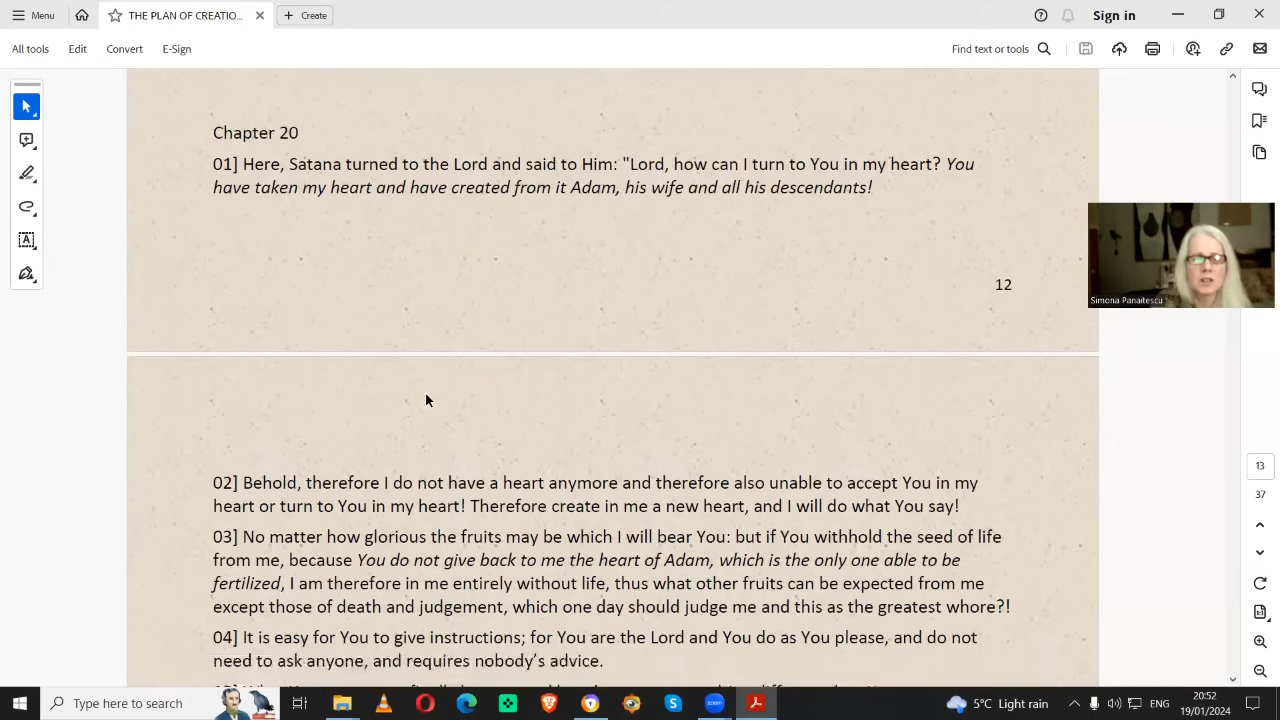 Menu
THE PLAN OF CREATIO...
Create
Sign in
All tools
Edit
Convert
E-Sign
Find text or tools
Chapter 20
01] Here, Satana turned to the Lord and said to Him: "Lord, how can I turn to You in my heart? You
have taken my heart and have created from it Adam, his wife and all his descendants!
12
Simona Panaitescu
02] Behold, therefore I do not have a heart anymore and therefore also unable to accept You in my
heart or turn to You in my heart! Therefore create in me a new heart, and I will do what You say!
03] No matter how glorious the fruits may be which I will bear You: but if You withhold the seed of life
from me, because You do not give back to me the heart of Adam, which is the only one able to be
fertilized, I am therefore in me entirely without life, thus what other fruits can be expected from me
except those of death and judgement, which one day should judge me and this as the greatest whore?!
04] It is easy for You to give instructions; for You are the Lord and You do as You please, and do not
need to ask anyone, and requires nobody's advice.
13
37
Type here to search
5°C Light rain
ENG
20:52
19/01/2024